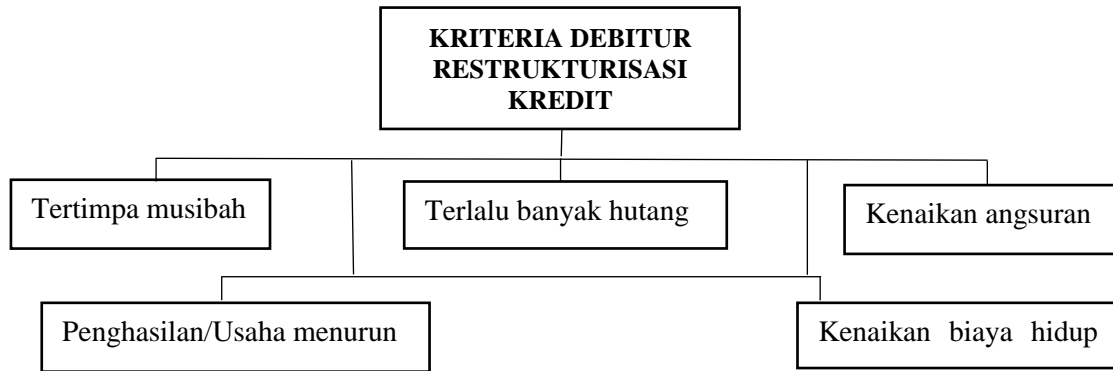 KRITERIA DEBITUR
RESTRUKTURISASI
KREDIT
Tertimpa musibah
Terlalu banyak hutang
Kenaikan angsuran
Penghasilan/Usaha menurun
Kenaikan biaya hidup